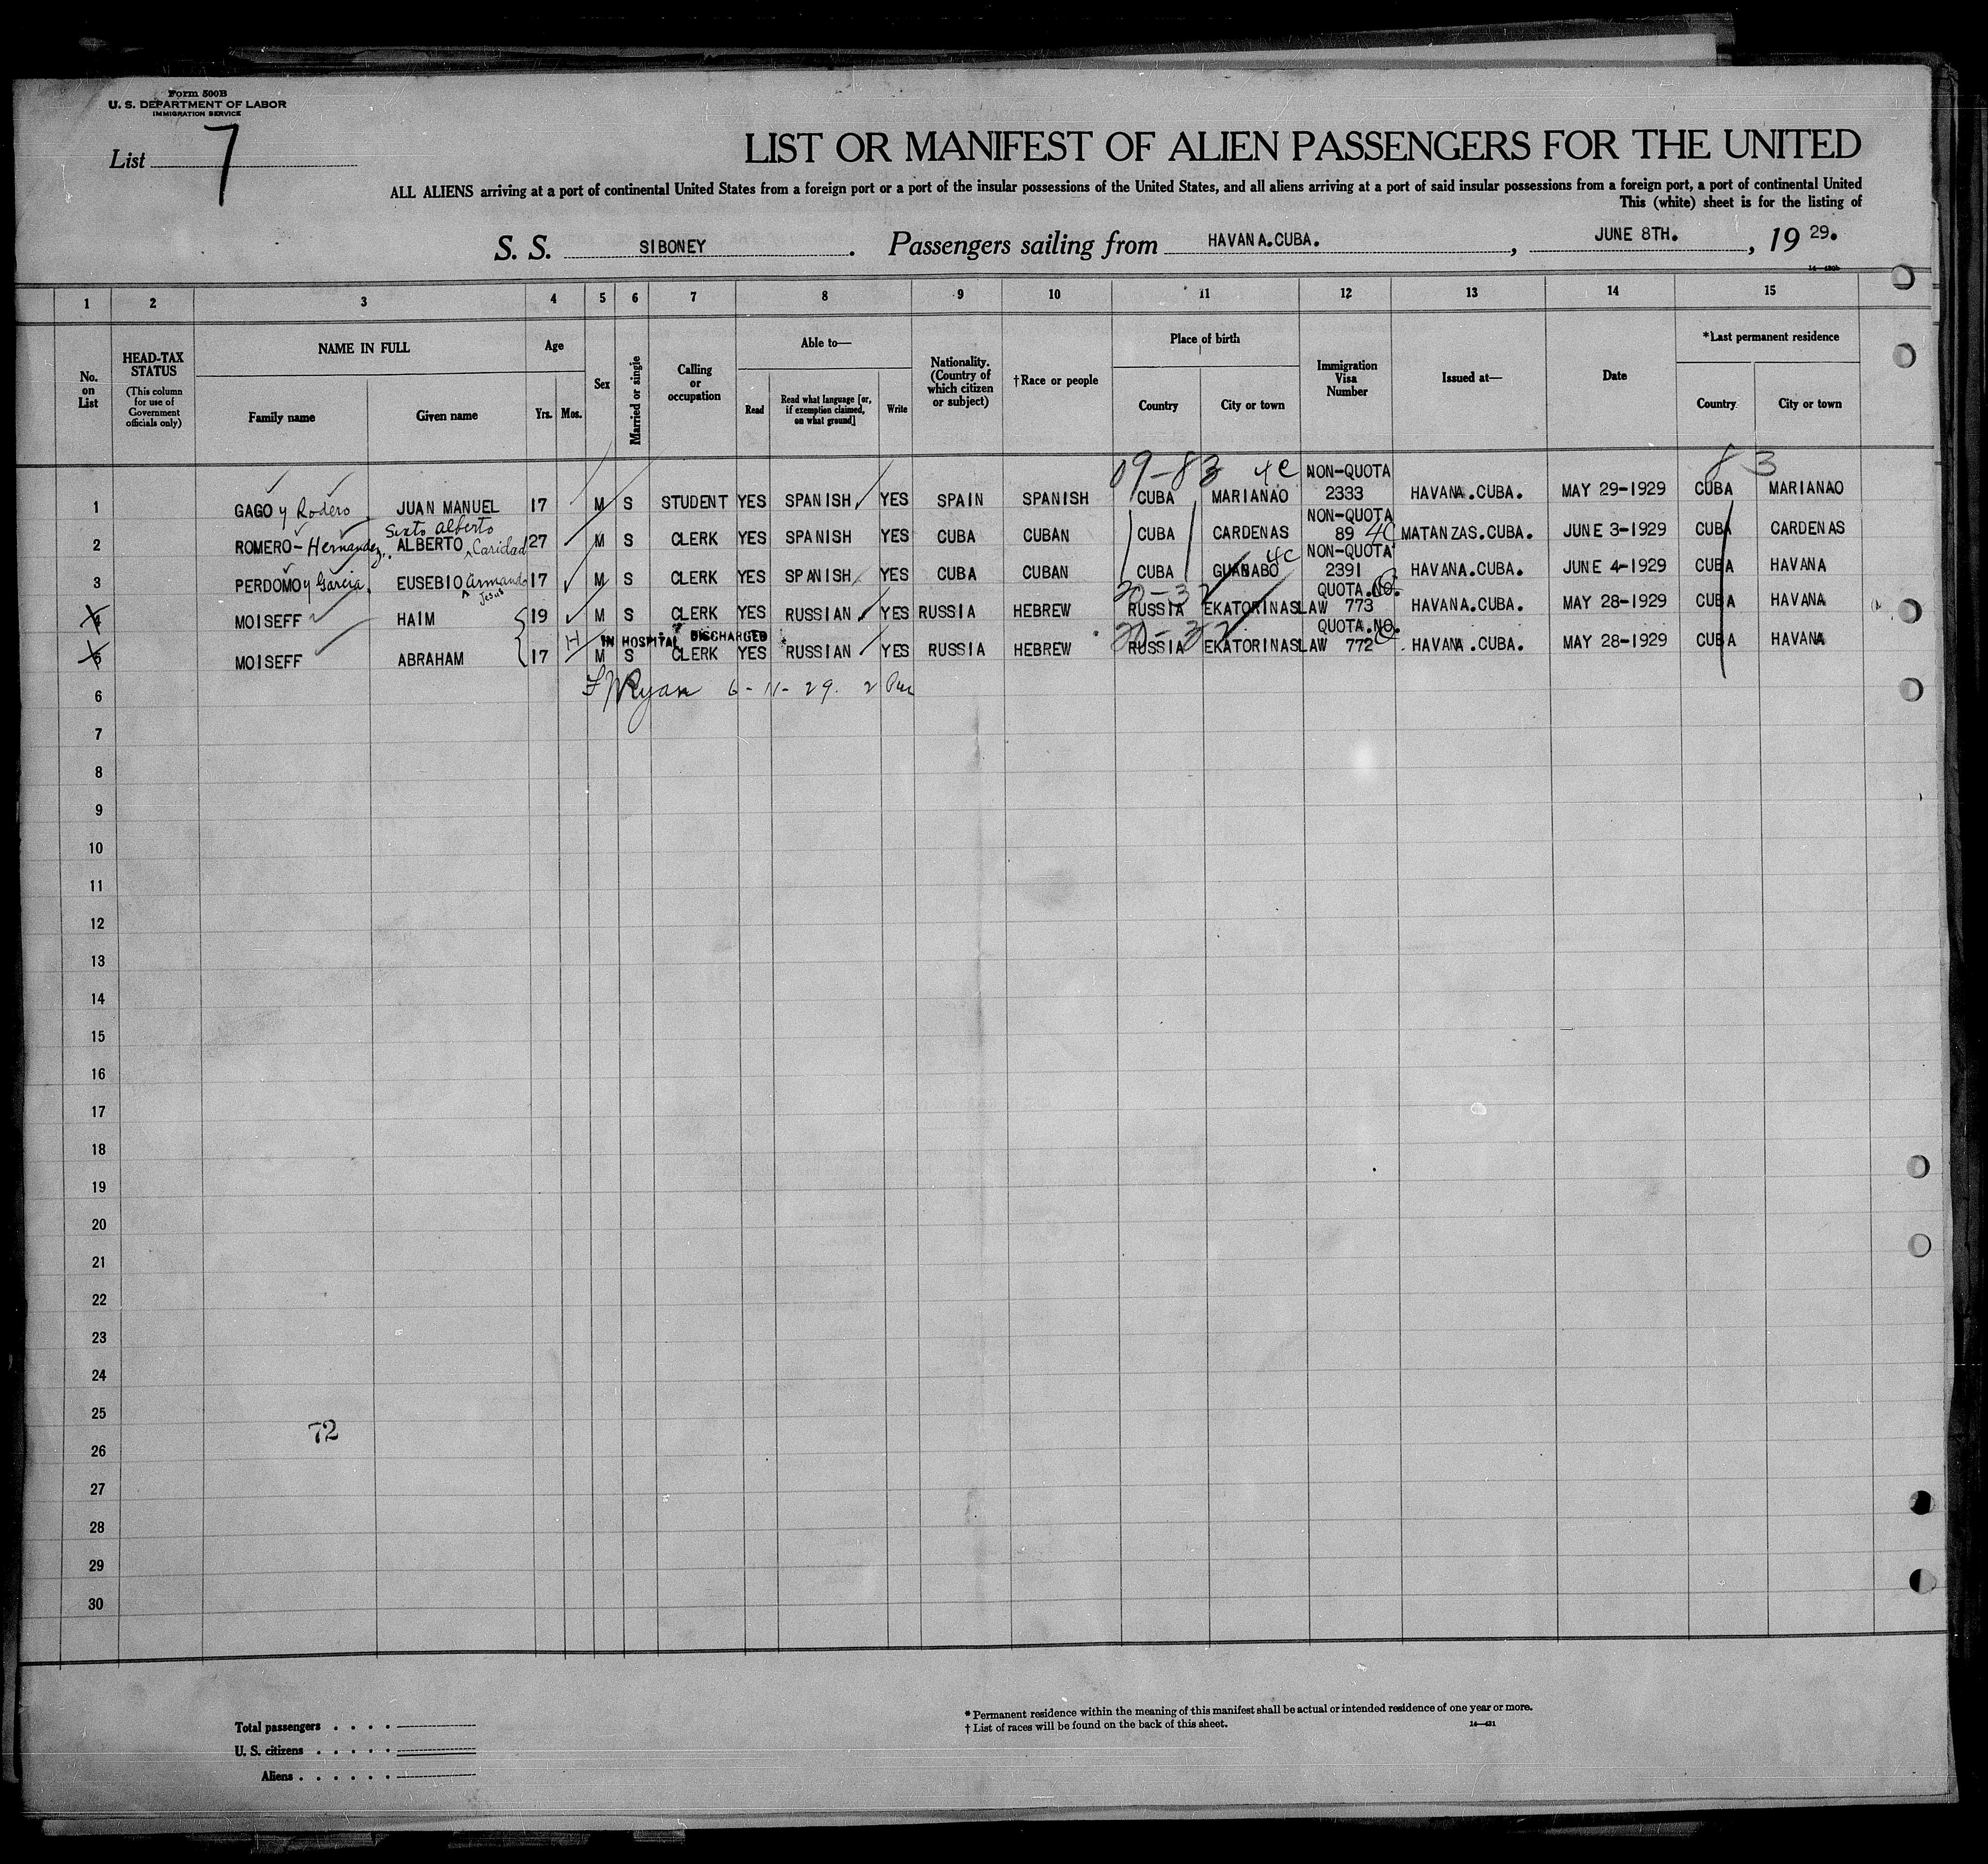 Form 500B
U. S. DEPARTMENT OF LABOR
IMMIGRATION SERVICE
List 7
LIST OR MANIFEST OF ALIEN PASSENGERS FOR THE UNITED
ALL ALIENS arriving at a port of continental United States from a foreign port or a port of the insular possessions of the United States, and all aliens arriving at a port of said insular possessions from a foreign port, a port of continental United
This (white) sheet is for the listing of
S. S. SIBONEY. Passengers sailing from HAVANA.CUBA., JUNE 8TH., 19 29.
14-430b
1 2 3 4 5 6 7 8 9 10 11 12 13 14 15
No. on List
HEAD-TAX STATUS (This column for use of Government officials only)
NAME IN FULL
Family name Given name
Age
Yrs. Mos.
Sex
Married or single
Calling or occupation
Able to—
Read Read what language [or, if exemption claimed, on what ground] Write
Nationality. (Country of which citizen or subject)
†Race or people
Place of birth
Country City or town
Immigration Visa Number
Issued at—
Date
*Last permanent residence
Country City or town
09-83 4C NON-QUOTA 83
1 GAGO y Rodero JUAN MANUEL 17 M S STUDENT YES SPANISH YES SPAIN SPANISH CUBA MARIANAO 2333 HAVANA.CUBA. MAY 29-1929 CUBA MARIANAO
Sixto Alberto NON-QUOTA
2 ROMERO-Hernandez. ALBERTO Caridad 27 M S CLERK YES SPANISH YES CUBA CUBAN CUBA CARDENAS 89 4C MATANZAS.CUBA. JUNE 3-1929 CUBA CARDENAS
4C NON-QUOTA
3 PERDOMO y Garcia. EUSEBIO Armando 17 M S CLERK YES SPANISH YES CUBA CUBAN CUBA GUANABO 2391 HAVANA.CUBA. JUNE 4-1929 CUBA HAVANA
Jesus QUOTA.NO.
4 MOISEFF HAIM 19 M S CLERK YES RUSSIAN YES RUSSIA HEBREW RUSSIA EKATORINASLAW 773 HAVANA.CUBA. MAY 28-1929 CUBA HAVANA
H IN HOSPITAL DISCHARGED QUOTA.NO.
5 MOISEFF ABRAHAM 17 M S CLERK YES RUSSIAN YES RUSSIA HEBREW RUSSIA EKATORINASLAW 772 HAVANA.CUBA. MAY 28-1929 CUBA HAVANA
6 Ryan 6-11-29. 2
7
8
9
10
11
12
13
14
15
16
17
18
19
20
21
22
23
24
25
72
26
27
28
29
30
Total passengers . . . .
U. S. citizens . . . . .
Aliens . . . . . .
* Permanent residence within the meaning of this manifest shall be actual or intended residence of one year or more.
† List of races will be found on the back of this sheet. 14-431